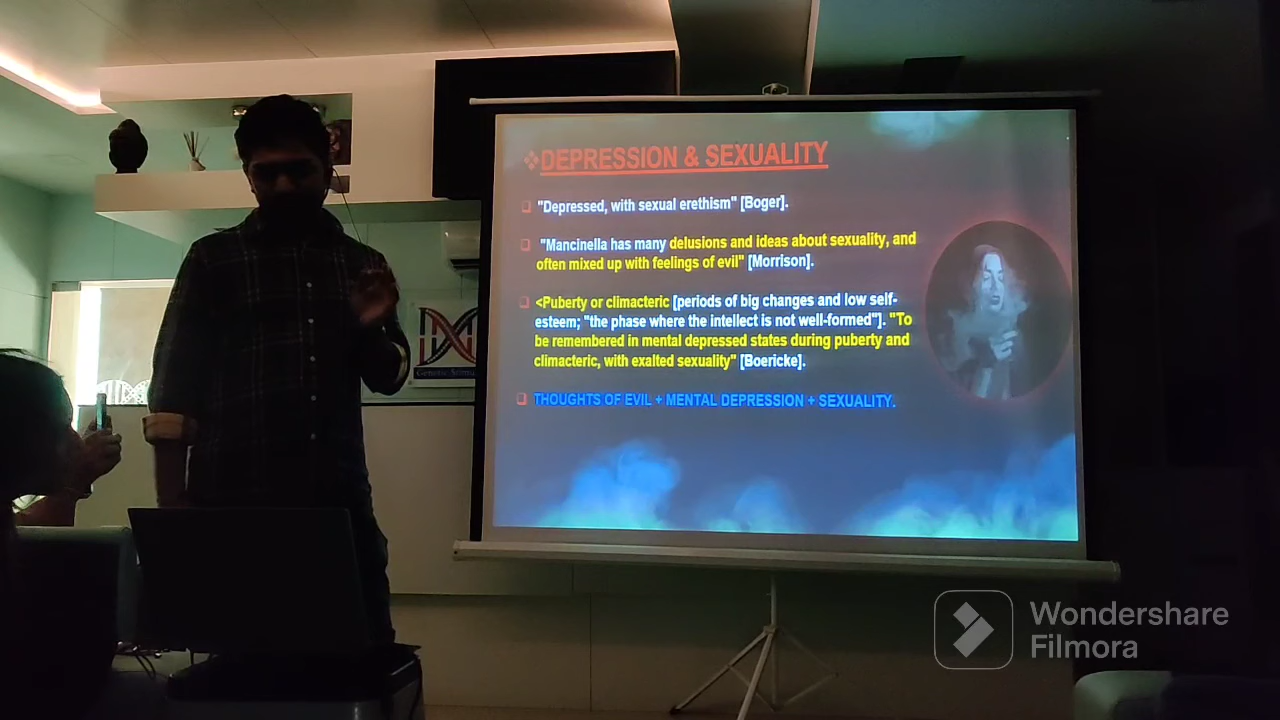 ❖DEPRESSION & SEXUALITY
❑ "Depressed, with sexual erethism" [Boger].
❑ "Mancinella has many delusions and ideas about sexuality, and
often mixed up with feelings of evil" [Morrison].
❑ <Puberty or climacteric [periods of big changes and low self-
esteem; "the phase where the intellect is not well-formed"]. "To
be remembered in mental depressed states during puberty and
climacteric, with exalted sexuality" [Boericke].
❑ THOUGHTS OF EVIL + MENTAL DEPRESSION + SEXUALITY.
Genetic
Wondershare
Filmora